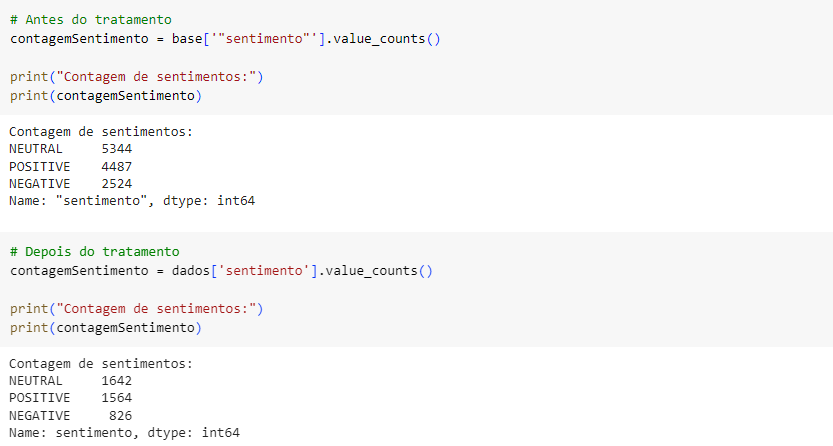 # Antes do tratamento
contagemSentimento = base['"sentimento"'].value_counts()
print("Contagem de sentimentos:")
print(contagemSentimento)
Contagem de sentimentos:
NEUTRAL     5344
POSITIVE    4487
NEGATIVE    2524
Name: "sentimento", dtype: int64
# Depois do tratamento
contagemSentimento = dados['sentimento'].value_counts()
print("Contagem de sentimentos:")
print(contagemSentimento)
Contagem de sentimentos:
NEUTRAL     1642
POSITIVE    1564
NEGATIVE     826
Name: sentimento, dtype: int64